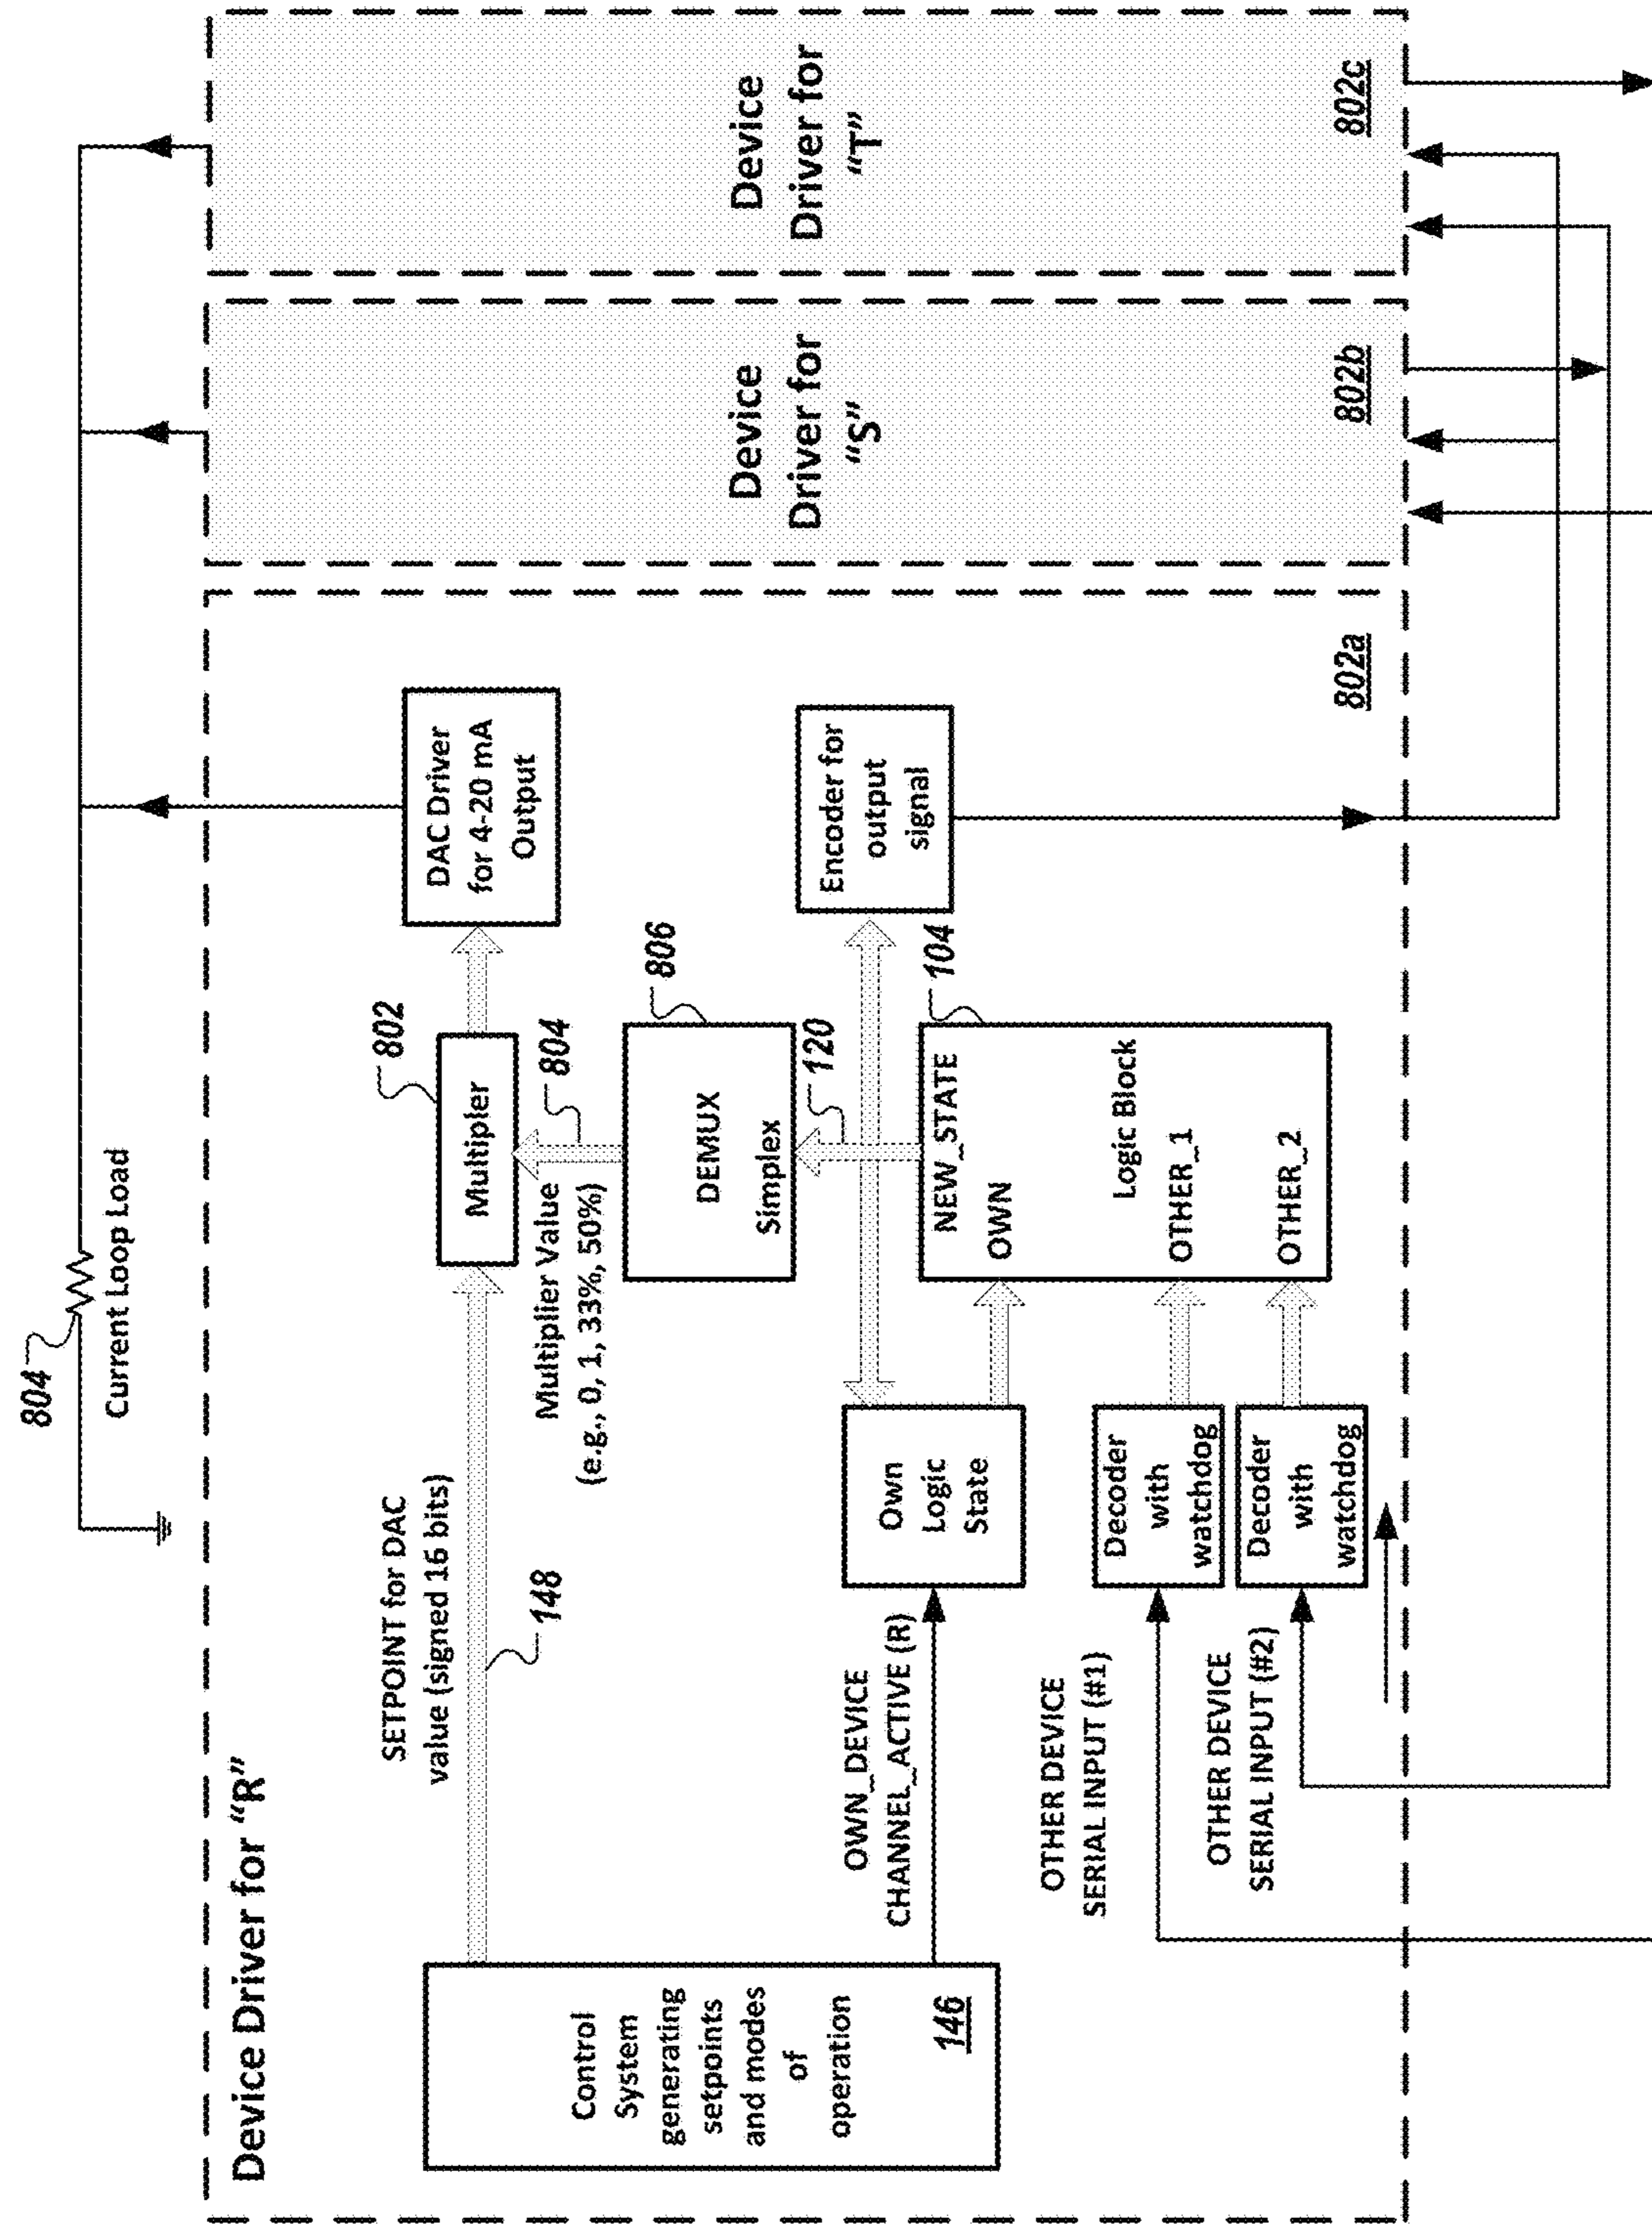 804
Current Loop Load
Device Driver for “R”
SETPOINT for DAC
value (signed 16 bits)
148
802
Multipler
DAC Driver
for 4-20 mA
Output
804
Multiplier Value
(e.g., 0, 1, 33%, 50%)
806
DEMUX
Simplex
120
Encoder for
output
signal
104
NEW_STATE
OWN
Logic Block
OTHER_1
OTHER_2
Control
System
generating
setpoints
and modes
of
operation
146
OWN_DEVICE
CHANNEL_ACTIVE (R)
Own
Logic
State
OTHER DEVICE
SERIAL INPUT (#1)
Decoder
with
watchdog
OTHER DEVICE
SERIAL INPUT (#2)
Decoder
with
watchdog
802a
Device
Driver for
“S”
802b
Device
Driver for
“T”
802c